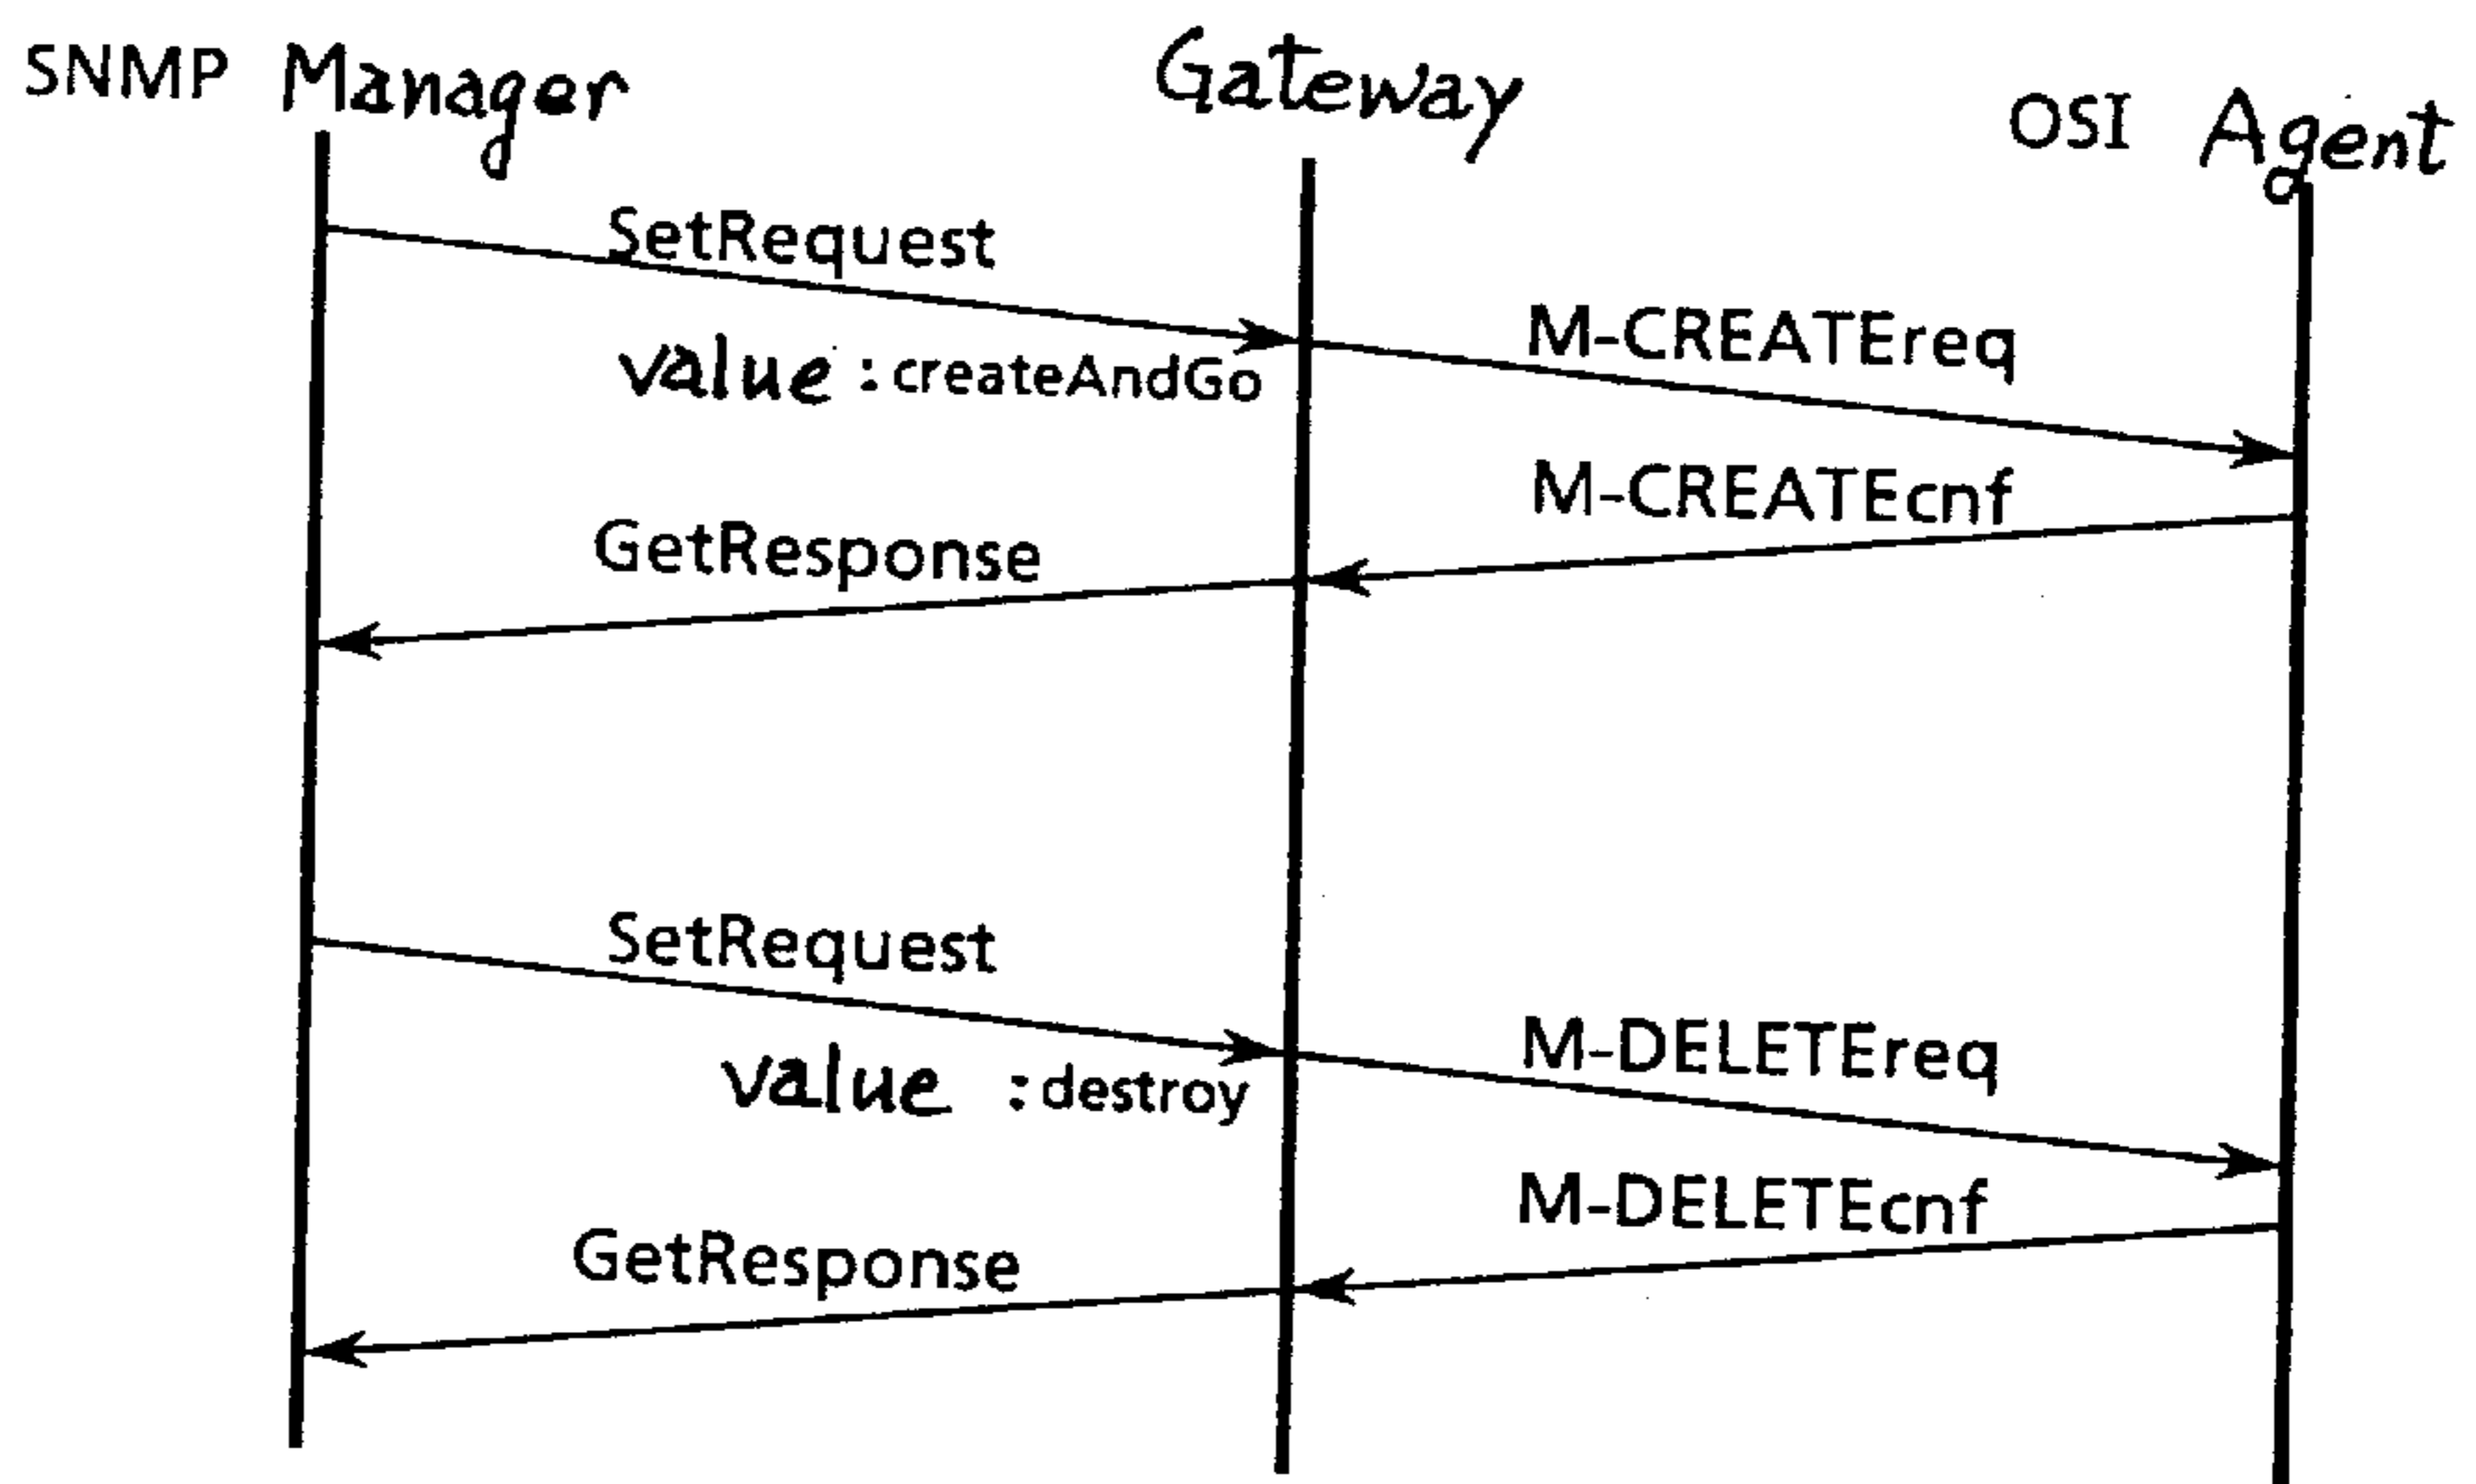 SNMP Manager
Gateway
OSI Agent
SetRequest
value : createAndGo
M-CREATEreq
M-CREATEcnf
GetResponse
SetRequest
value : destroy
M-DELETEreq
M-DELETEcnf
GetResponse